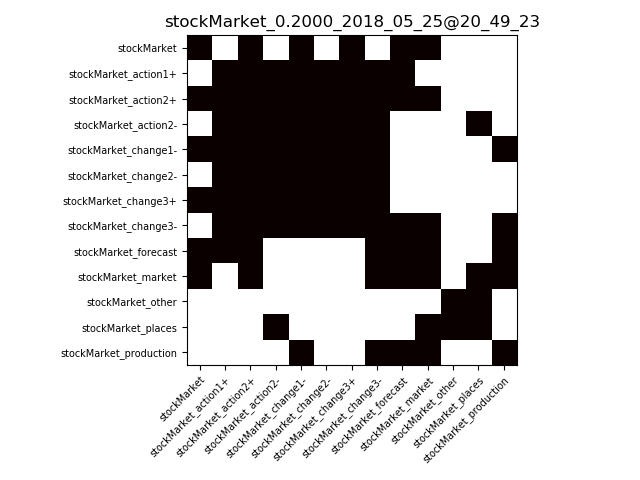 stockMarket_0.2000_2018_05_25@20_49_23
stockMarket
stockMarket_action1+
stockMarket_action2+
stockMarket_action2-
stockMarket_change1-
stockMarket_change2-
stockMarket_change3+
stockMarket_change3-
stockMarket_forecast
stockMarket_market
stockMarket_other
stockMarket_places
stockMarket_production
stockMarket
stockMarket_action1+
stockMarket_action2+
stockMarket_action2-
stockMarket_change1-
stockMarket_change2-
stockMarket_change3+
stockMarket_change3-
stockMarket_forecast
stockMarket_market
stockMarket_other
stockMarket_places
stockMarket_production